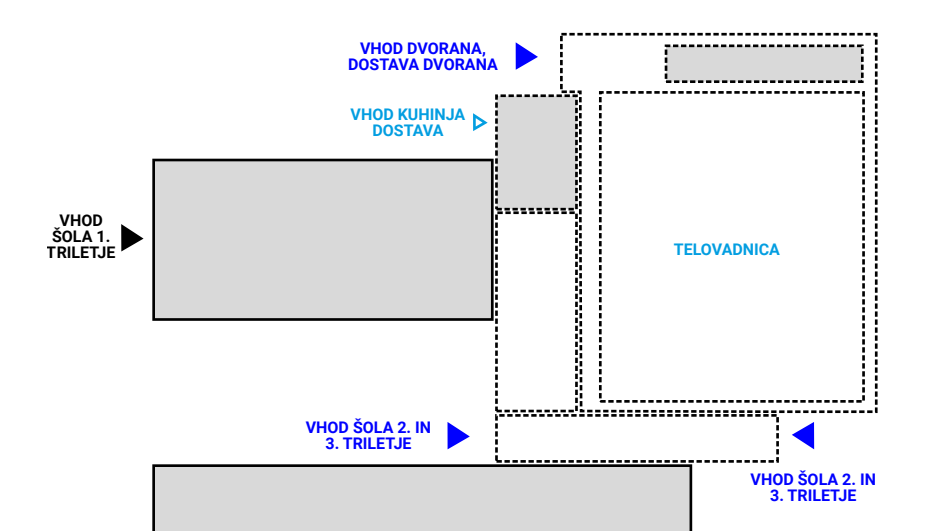 VHOD DVORANA,
DOSTAVA DVORANA
VHOD KUHINJA
DOSTAVA
VHOD
ŠOLA 1.
TRILETJE
TELOVADNICA
VHOD ŠOLA 2. IN
3. TRILETJE
VHOD ŠOLA 2. IN
3. TRILETJE